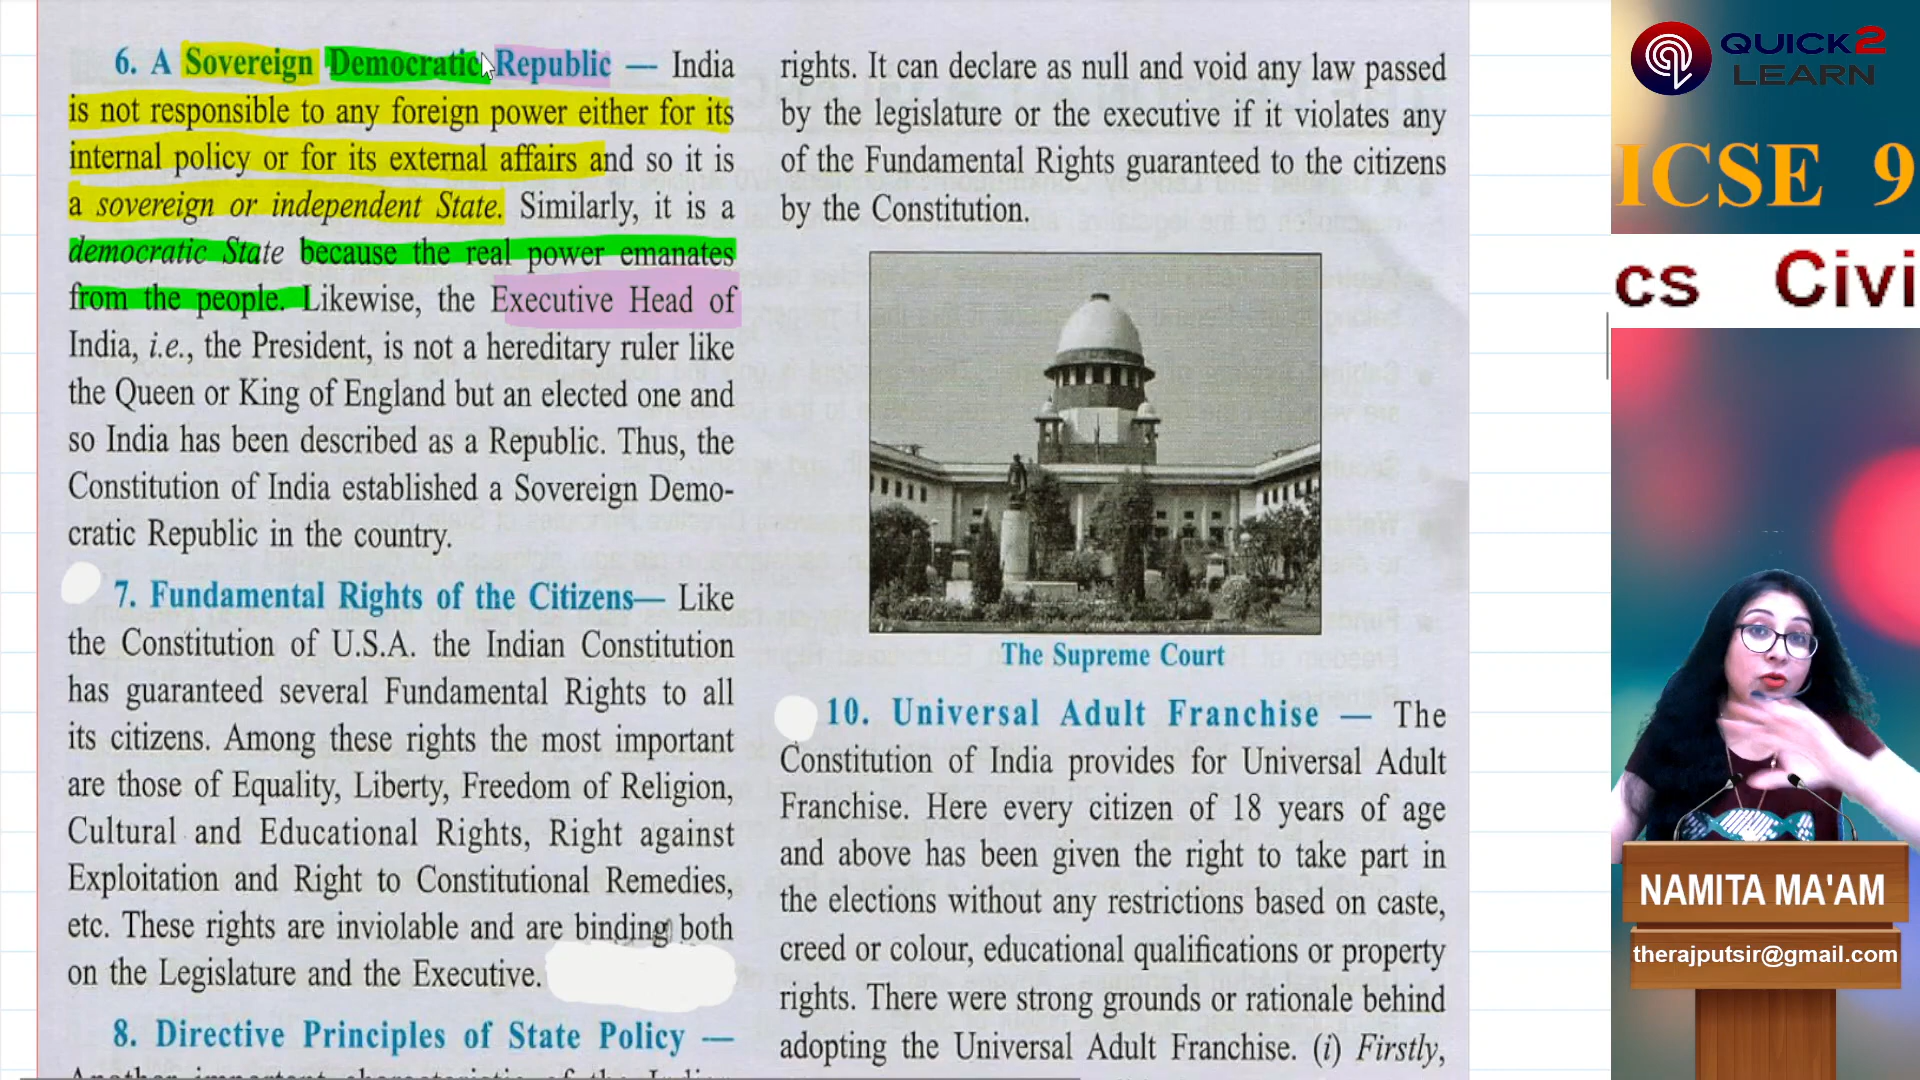 6. A Sovereign Democratic Republic — India
is not responsible to any foreign power either for its
internal policy or for its external affairs and so it is
a sovereign or independent State. Similarly, it is a
democratic State because the real power emanates
from the people. Likewise, the Executive Head of
India, i.e., the President, is not a hereditary ruler like
the Queen or King of England but an elected one and
so India has been described as a Republic. Thus, the
Constitution of India established a Sovereign Demo-
cratic Republic in the country.
7. Fundamental Rights of the Citizens— Like
the Constitution of U.S.A. the Indian Constitution
has guaranteed several Fundamental Rights to all
its citizens. Among these rights the most important
are those of Equality, Liberty, Freedom of Religion,
Cultural and Educational Rights, Right against
Exploitation and Right to Constitutional Remedies,
etc. These rights are inviolable and are binding both
on the Legislature and the Executive.
8. Directive Principles of State Policy —
rights. It can declare as null and void any law passed
by the legislature or the executive if it violates any
of the Fundamental Rights guaranteed to the citizens
by the Constitution.
The Supreme Court
10. Universal Adult Franchise — The
Constitution of India provides for Universal Adult
Franchise. Here every citizen of 18 years of age
and above has been given the right to take part in
the elections without any restrictions based on caste,
creed or colour, educational qualifications or property
rights. There were strong grounds or rationale behind
adopting the Universal Adult Franchise. (i) Firstly,
QUICK2
LEARN
ICSE 9
cs Civi
NAMITA MA'AM
therajputsir@gmail.com